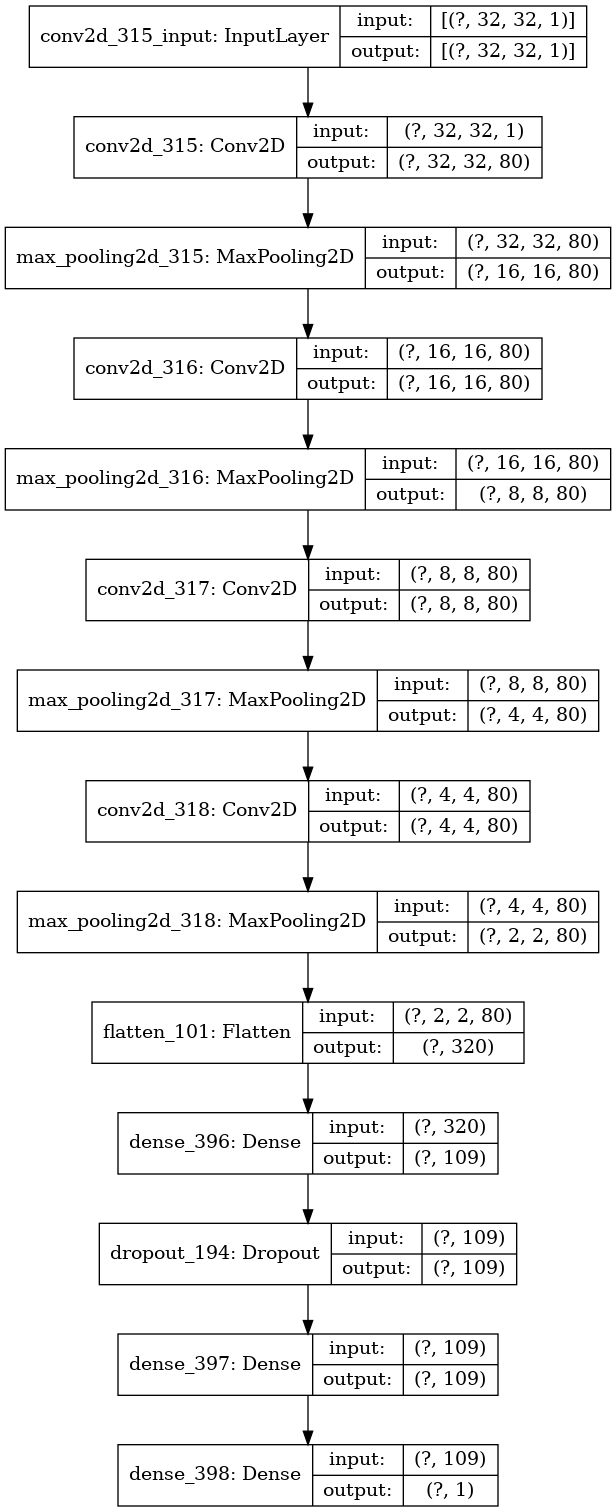 conv2d_315_input: InputLayer input: [(?, 32, 32, 1)]
output: [(?, 32, 32, 1)]
conv2d_315: Conv2D input: (?, 32, 32, 1)
output: (?, 32, 32, 80)
max_pooling2d_315: MaxPooling2D input: (?, 32, 32, 80)
output: (?, 16, 16, 80)
conv2d_316: Conv2D input: (?, 16, 16, 80)
output: (?, 16, 16, 80)
max_pooling2d_316: MaxPooling2D input: (?, 16, 16, 80)
output: (?, 8, 8, 80)
conv2d_317: Conv2D input: (?, 8, 8, 80)
output: (?, 8, 8, 80)
max_pooling2d_317: MaxPooling2D input: (?, 8, 8, 80)
output: (?, 4, 4, 80)
conv2d_318: Conv2D input: (?, 4, 4, 80)
output: (?, 4, 4, 80)
max_pooling2d_318: MaxPooling2D input: (?, 4, 4, 80)
output: (?, 2, 2, 80)
flatten_101: Flatten input: (?, 2, 2, 80)
output: (?, 320)
dense_396: Dense input: (?, 320)
output: (?, 109)
dropout_194: Dropout input: (?, 109)
output: (?, 109)
dense_397: Dense input: (?, 109)
output: (?, 109)
dense_398: Dense input: (?, 109)
output: (?, 1)